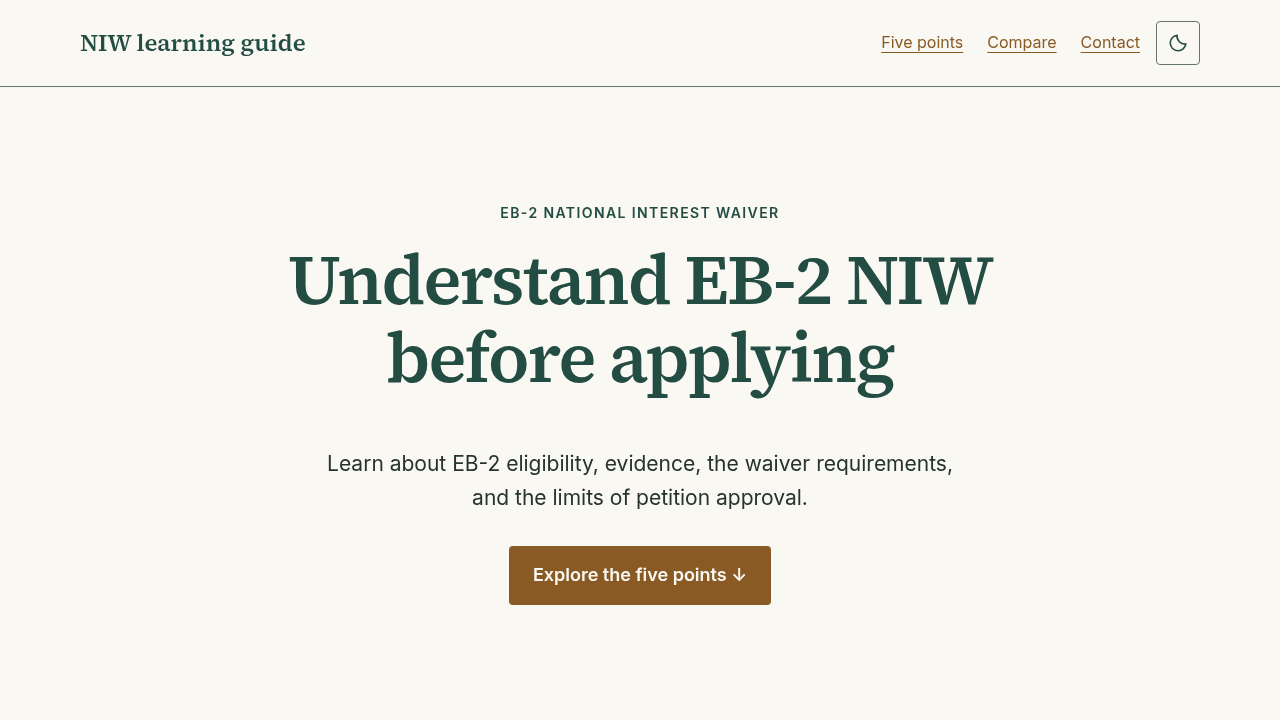 NIW learning guide
Five points
Compare
Contact
EB-2 NATIONAL INTEREST WAIVER
Understand EB-2 NIW
before applying
Learn about EB-2 eligibility, evidence, the waiver requirements,
and the limits of petition approval.
Explore the five points ↓